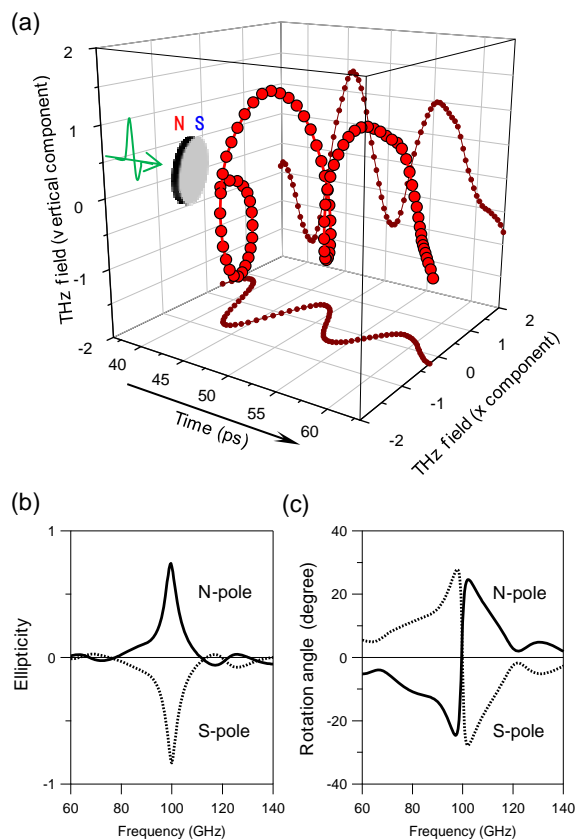 (a)
2
1
0
-1
-2
THz field (vertical component)
N S
40
45
50
55
60
Time (ps)
-2
-1
0
1
2
THz field (x component)
(b)
(c)
1
0
-1
Ellipticity
N-pole
S-pole
60 80 100 120 140
Frequency (GHz)
40
20
0
-20
-40
Rotation angle (degree)
N-pole
S-pole
60 80 100 120 140
Frequency (GHz)